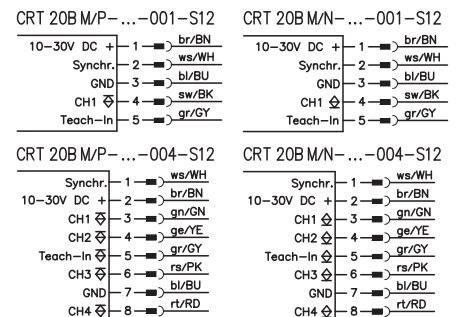 CRT 20B M/P-...-001-S12
10-30V DC + 1 br/BN
Synchr. 2 ws/WH
GND 3 bl/BU
CH1 4 sw/BK
Teach-In 5 gr/GY
CRT 20B M/N-...-001-S12
10-30V DC + 1 br/BN
Synchr. 2 ws/WH
GND 3 bl/BU
CH1 4 sw/BK
Teach-In 5 gr/GY
CRT 20B M/P-...-004-S12
Synchr. 1 ws/WH
10-30V DC + 2 br/BN
CH1 3 gn/GN
CH2 4 ge/YE
Teach-In 5 gr/GY
CH3 6 rs/PK
GND 7 bl/BU
CH4 8 rt/RD
CRT 20B M/N-...-004-S12
Synchr. 1 ws/WH
10-30V DC + 2 br/BN
CH1 3 gn/GN
CH2 4 ge/YE
Teach-In 5 gr/GY
CH3 6 rs/PK
GND 7 bl/BU
CH4 8 rt/RD